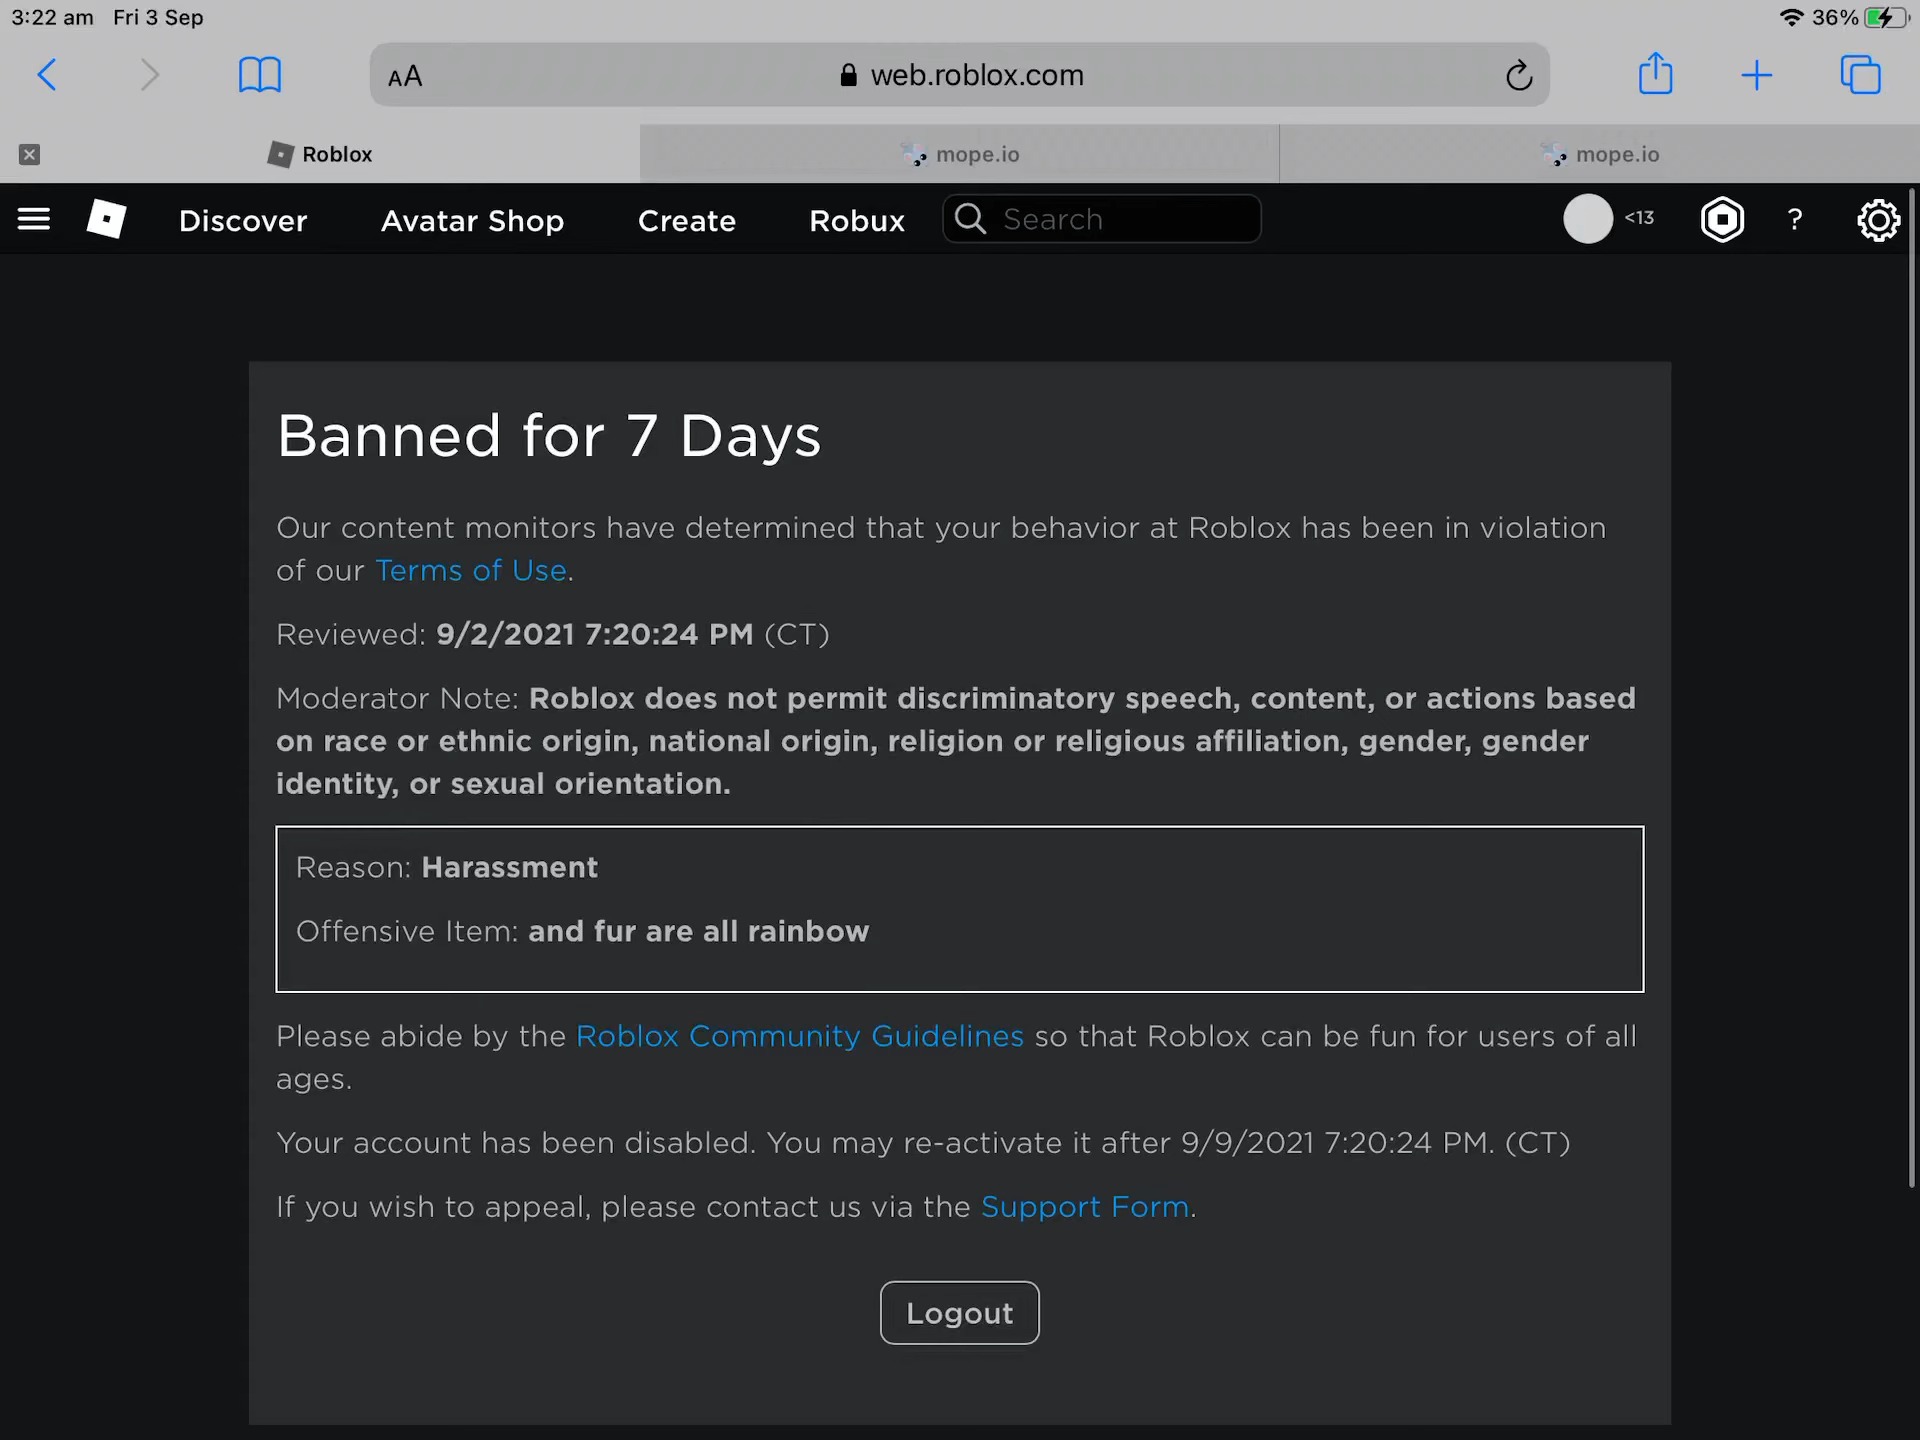 3:22 am Fri 3 Sep 36%
AA web.roblox.com
Roblox mope.io mope.io
Discover Avatar Shop Create Robux Search <13 ?
Banned for 7 Days
Our content monitors have determined that your behavior at Roblox has been in violation
of our Terms of Use.
Reviewed: 9/2/2021 7:20:24 PM (CT)
Moderator Note: Roblox does not permit discriminatory speech, content, or actions based
on race or ethnic origin, national origin, religion or religious affiliation, gender, gender
identity, or sexual orientation.
Reason: Harassment
Offensive Item: and fur are all rainbow
Please abide by the Roblox Community Guidelines so that Roblox can be fun for users of all
ages.
Your account has been disabled. You may re-activate it after 9/9/2021 7:20:24 PM. (CT)
If you wish to appeal, please contact us via the Support Form.
Logout